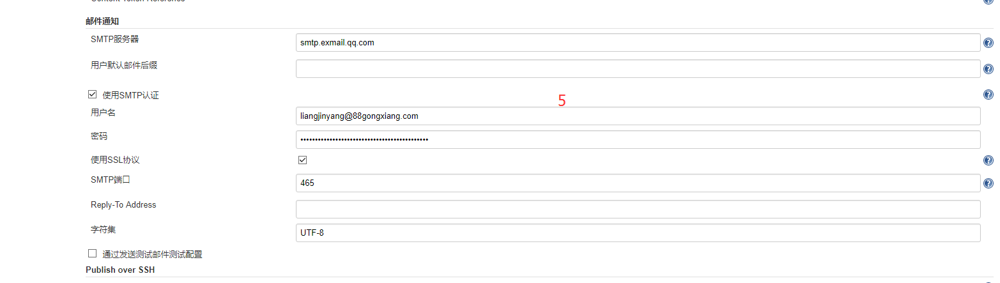 Content Token Reference
邮件通知
SMTP服务器
smtp.exmail.qq.com
用户默认邮件后缀
使用SMTP认证
5
用户名
liangjinyang@88gongxiang.com
密码
••••••••••••••••••••••••••••••••••••••••••••
使用SSL协议
SMTP端口
465
Reply-To Address
字符集
UTF-8
通过发送测试邮件测试配置
Publish over SSH